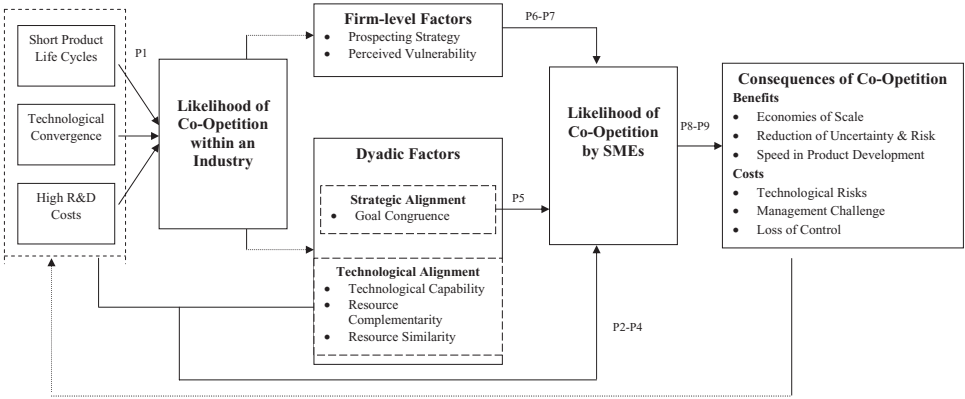 Short Product
Life Cycles
Technological
Convergence
High R&D
Costs
P1
Likelihood of
Co-Opetition
within an
Industry
Firm-level Factors
• Prospecting Strategy
• Perceived Vulnerability
Dyadic Factors
Strategic Alignment
• Goal Congruence
Technological Alignment
• Technological Capability
• Resource
Complementarity
• Resource Similarity
P6-P7
P5
P2-P4
Likelihood of
Co-Opetition
by SMEs
P8-P9
Consequences of Co-Opetition
Benefits
• Economies of Scale
• Reduction of Uncertainty & Risk
• Speed in Product Development
Costs
• Technological Risks
• Management Challenge
• Loss of Control